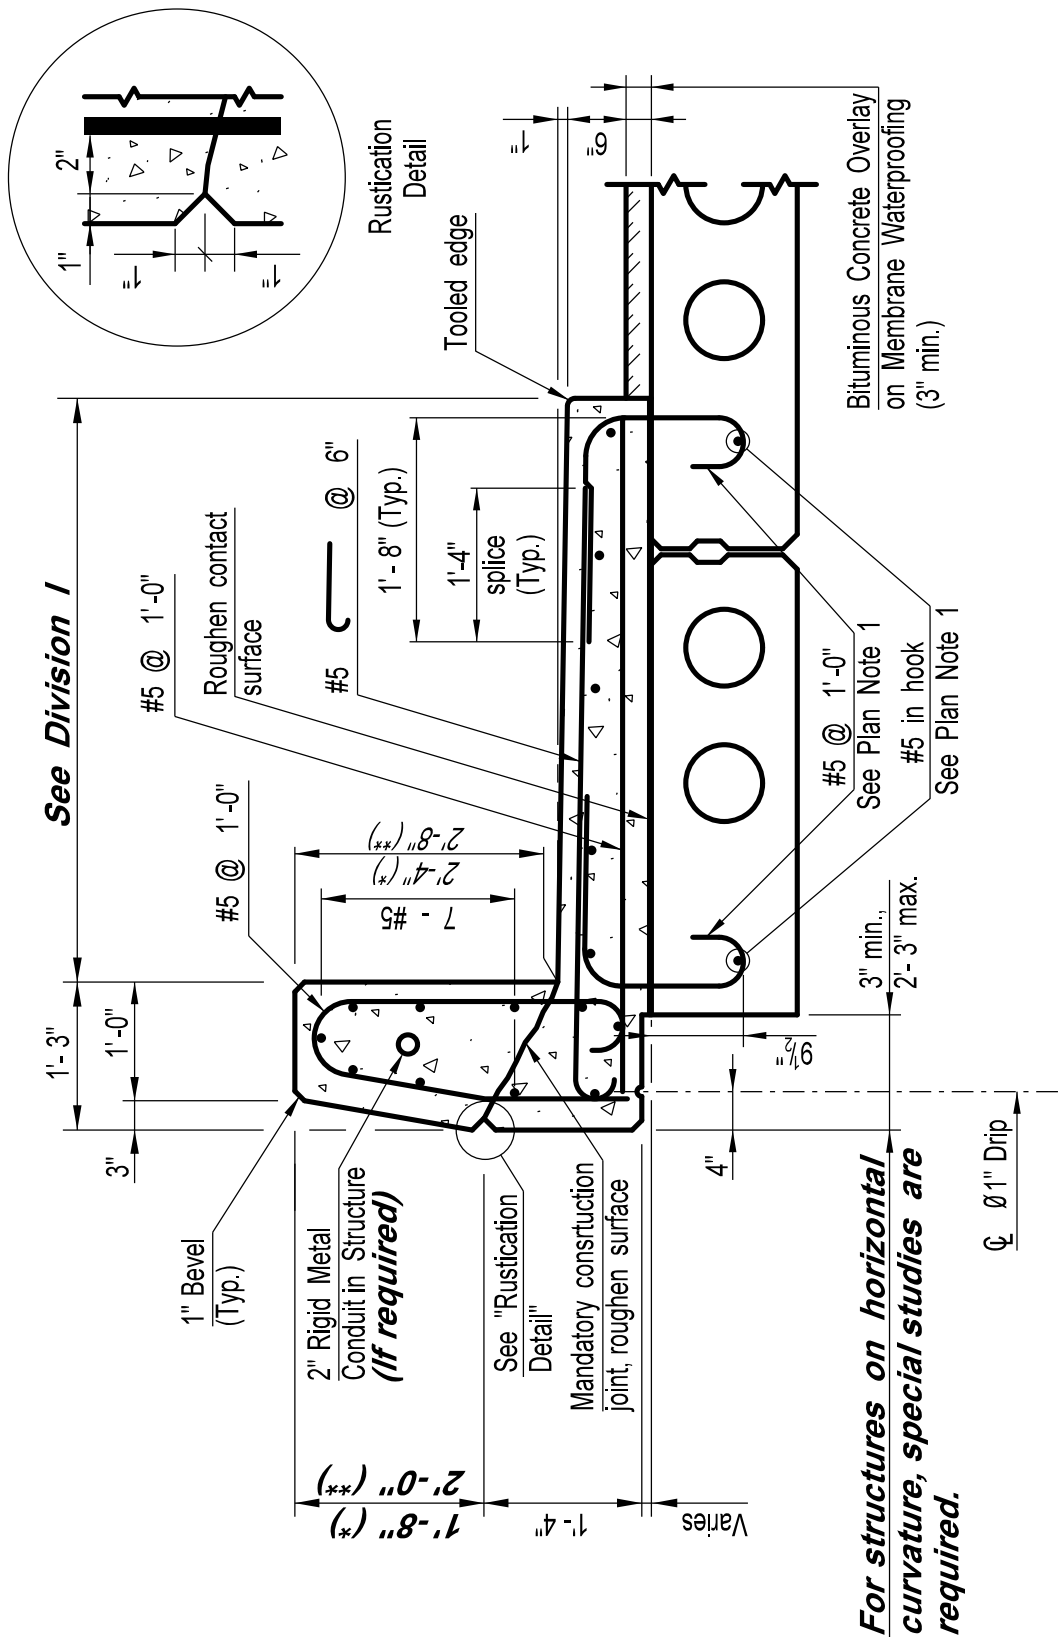 1"
2"
1"
1"
Rustication
Detail
See Division I
1'- 3"
1'-0"
3"
#5 @ 1'-0"
#5 @ 1'-0"
Roughen contact
surface
#5 @ 6"
1'- 8" (Typ.)
1'-4"
splice
(Typ.)
Tooled edge
1"
6"
7 - #5
2'-4" (*)
2'-8" (**)
1" Bevel
(Typ.)
2" Rigid Metal
Conduit in Structure
(If required)
See "Rustication
Detail"
Mandatory consrtuction
joint, roughen surface
1'-8" (*)
2'-0" (**)
1'- 4"
Varies
4"
9½"
3" min.,
2'- 3" max.
#5 @ 1'-0"
See Plan Note 1
#5 in hook
See Plan Note 1
Bituminous Concrete Overlay
on Membrane Waterproofing
(3" min.)
For structures on horizontal
curvature, special studies are
required.
℄ Ø1" Drip